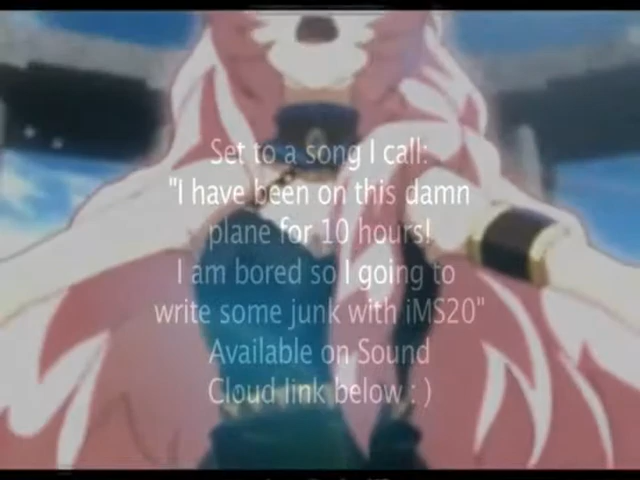 Set to a song I call:
"I have been on this damn
plane for 10 hours!
I am bored so I going to
write some junk with iMS20"
Available on Sound
Cloud link below : )